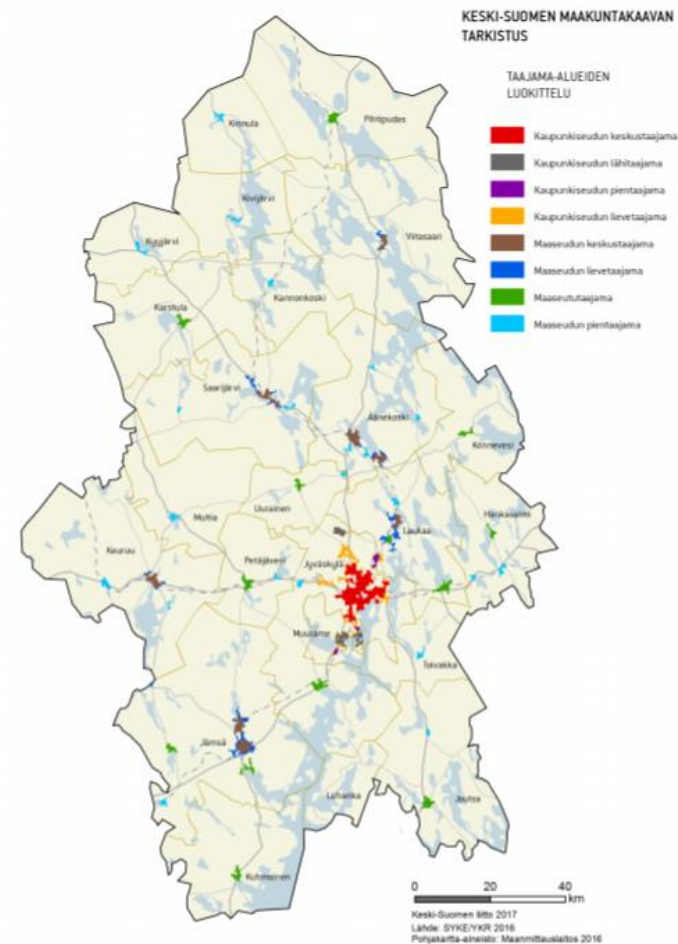 KESKI-SUOMEN MAAKUNTAKAAVAN
TARKISTUS
TAAJAMA-ALUEIDEN
LUOKITTELU
Kaupunkiseudun keskustaajama
Kaupunkiseudun lähitaajama
Kaupunkiseudun pientaajama
Kaupunkiseudun lievetaajama
Maaseudun keskustaajama
Maaseudun lievetaajama
Maaseututaajama
Maaseudun pientaajama
Kinnula
Pihtipudas
Kivijärvi
Viitasaari
Kyyjärvi
Kannonkoski
Karstula
Saarijärvi
Äänekoski
Konnevesi
Multia
Uurainen
Hankasalmi
Laukaa
Keuruu
Petäjävesi
Jyväskylä
Muurame
Toivakka
Jämsä
Luhanka
Joutsa
Kuhmoinen
0 20 40
km
Keski-Suomen liitto 2017
Lähde: SYKE/YKR 2016
Pohjakartta-aineisto: Maanmittauslaitos 2016